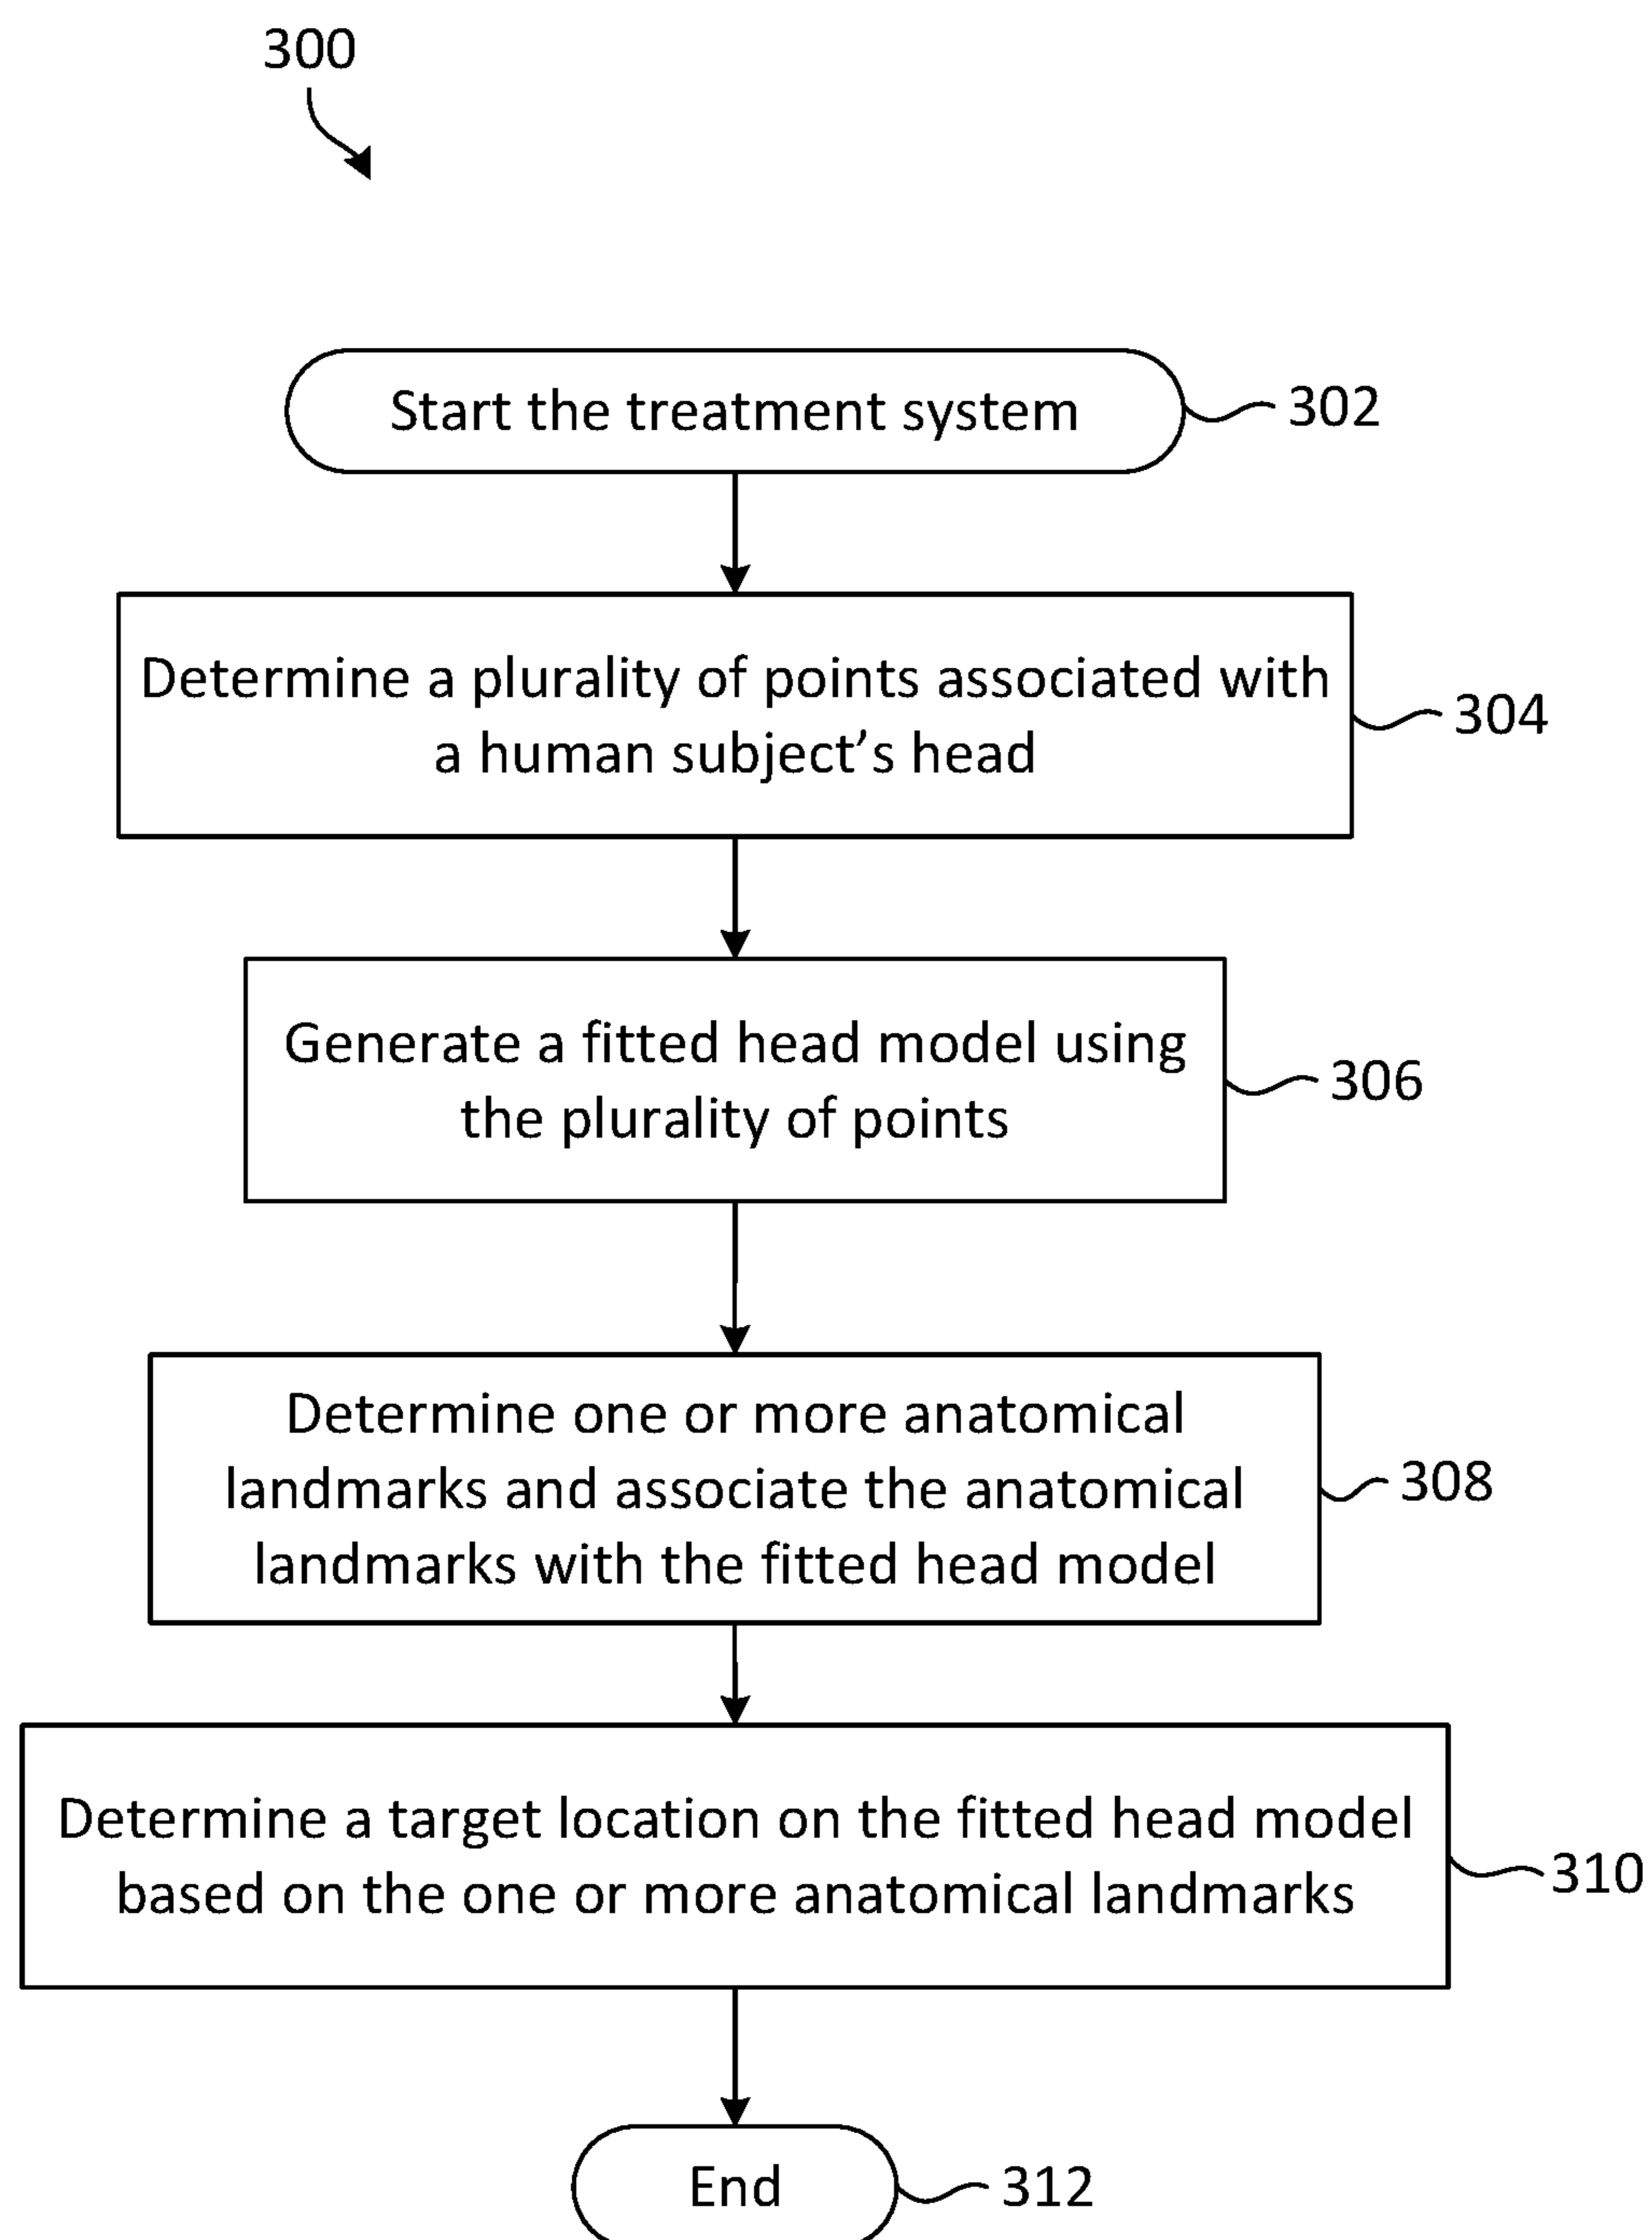 300
Start the treatment system
302
Determine a plurality of points associated with
a human subject’s head
304
Generate a fitted head model using
the plurality of points
306
Determine one or more anatomical
landmarks and associate the anatomical
landmarks with the fitted head model
308
Determine a target location on the fitted head model
based on the one or more anatomical landmarks
310
End
312